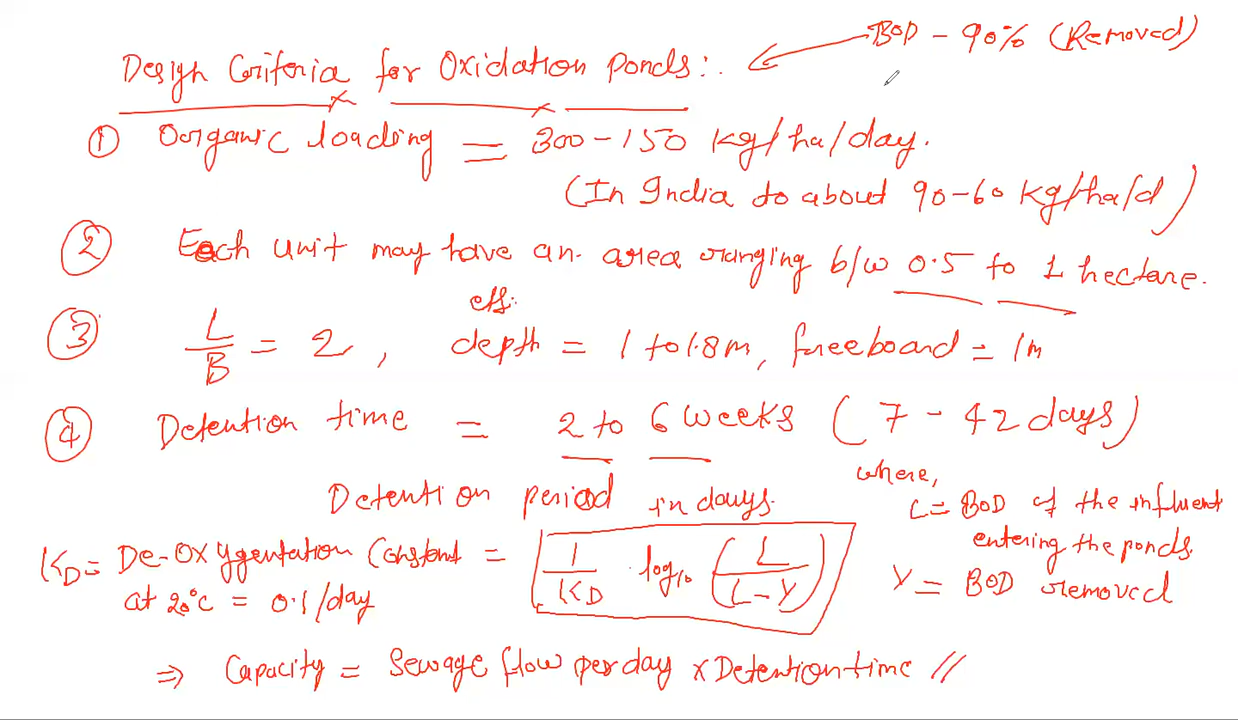 BOD - 90% (Removed)
Design Criteria for Oxidation Ponds:
① Oorganic loading = 300-150 kg/ha/day.
(In India to about 90-60 kg/ha/d)
② Each unit may have an area ranging b/w 0.5 to 1 hectare.
③ L/B = 2, eff. depth = 1 to 1.8m, freeboard = 1m
④ Detention time = 2 to 6 weeks (7 - 42 days)
Detention period in days.
where,
L = BOD of the influent
entering the ponds.
Y = BOD removed
KD = De-oxygentation Constant
at 20°C = 0.1/day
= 1/KD · log10 (L/(L-Y))
⇒ Capacity = Sewage flow per day x Detention time //